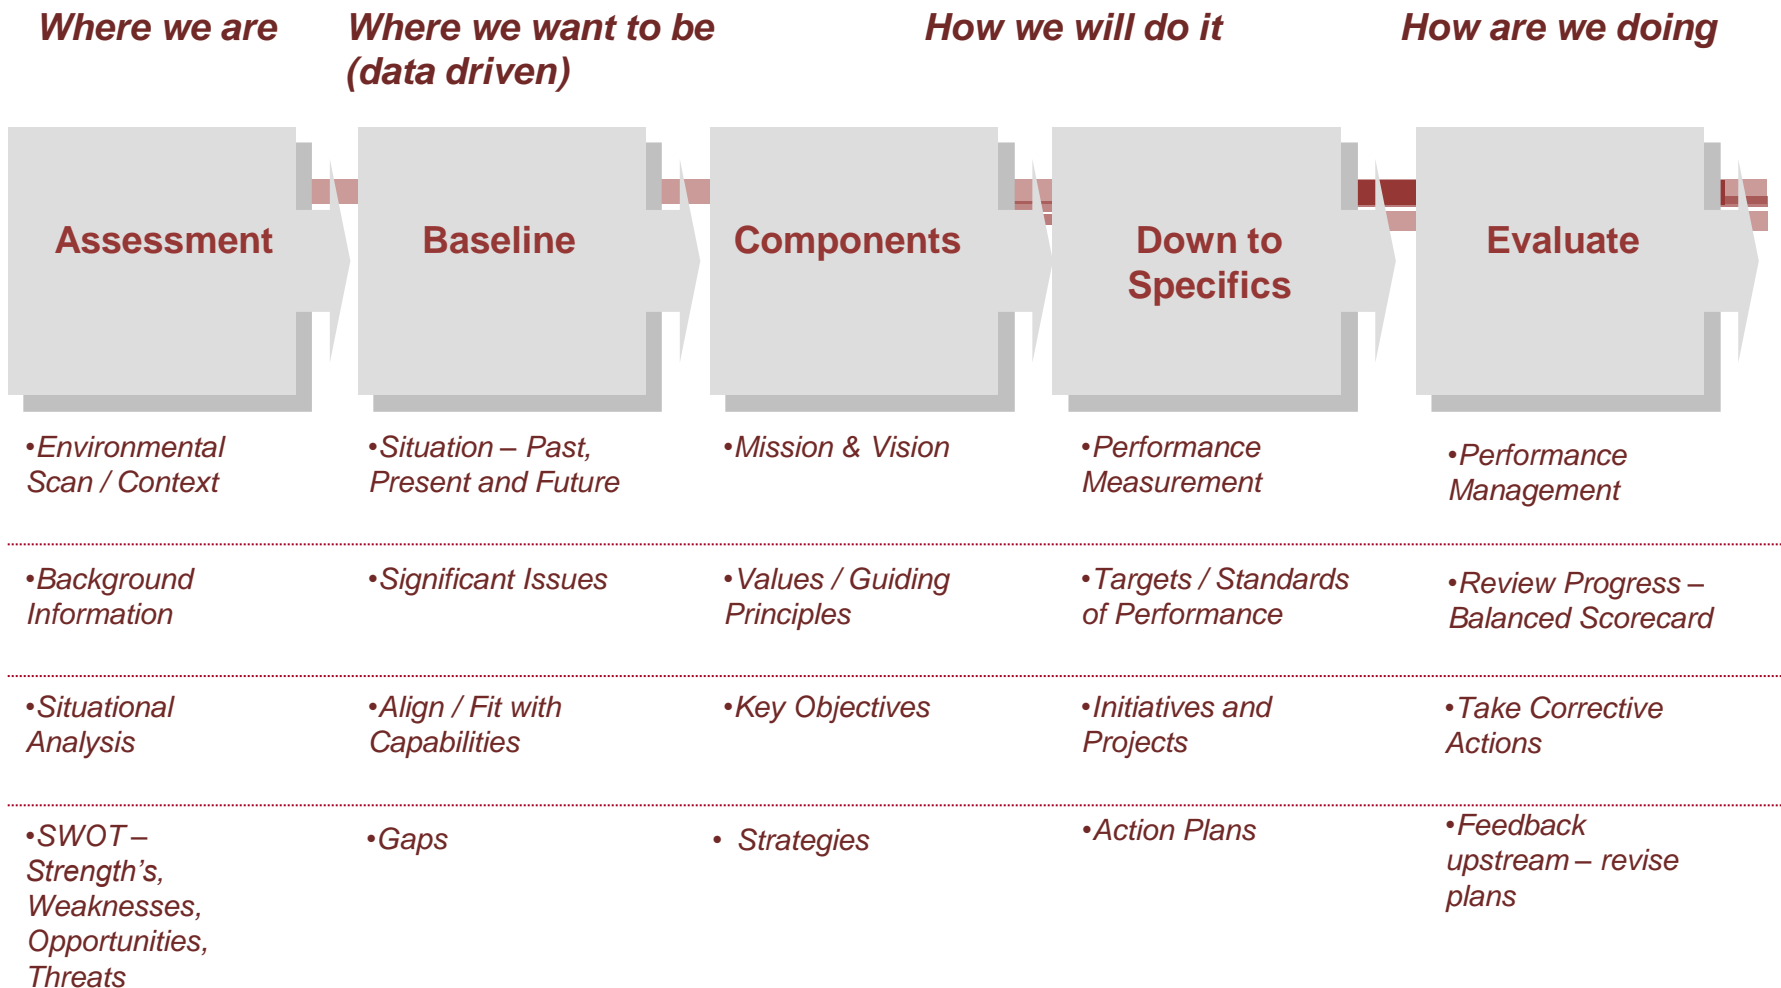 Where we are
Where we want to be
(data driven)
How we will do it
How are we doing
Assessment
Baseline
Components
Down to
Specifics
Evaluate
•Environmental
Scan / Context
•Situation – Past,
Present and Future
•Mission & Vision
•Performance
Measurement
•Performance
Management
•Background
Information
•Significant Issues
•Values / Guiding
Principles
•Targets / Standards
of Performance
•Review Progress –
Balanced Scorecard
•Situational
Analysis
•Align / Fit with
Capabilities
•Key Objectives
•Initiatives and
Projects
•Take Corrective
Actions
•SWOT –
Strength’s,
Weaknesses,
Opportunities,
Threats
•Gaps
• Strategies
•Action Plans
•Feedback
upstream – revise
plans